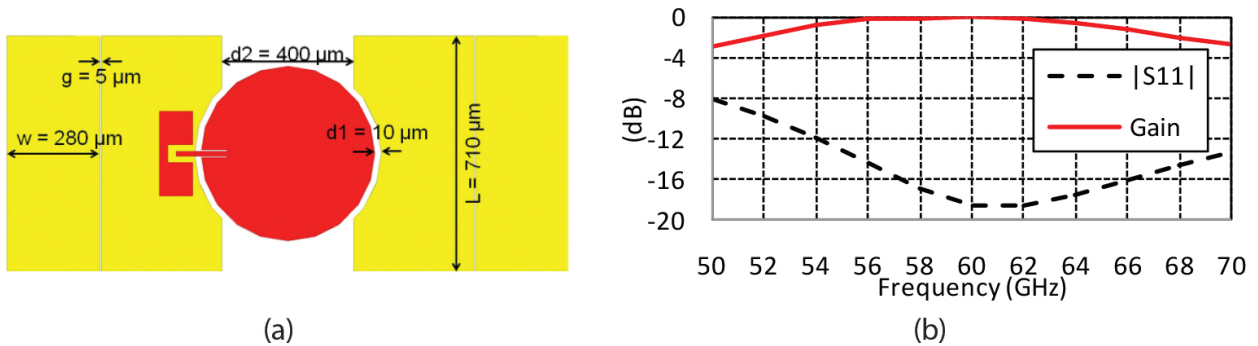 d2 = 400 µm
g = 5 µm
w = 280 µm
d1 = 10 µm
L = 710 µm
(a)
0
-4
-8
-12
-16
-20
(dB)
|S11|
Gain
50 52 54 56 58 60 62 64 66 68 70
Frequency (GHz)
(b)